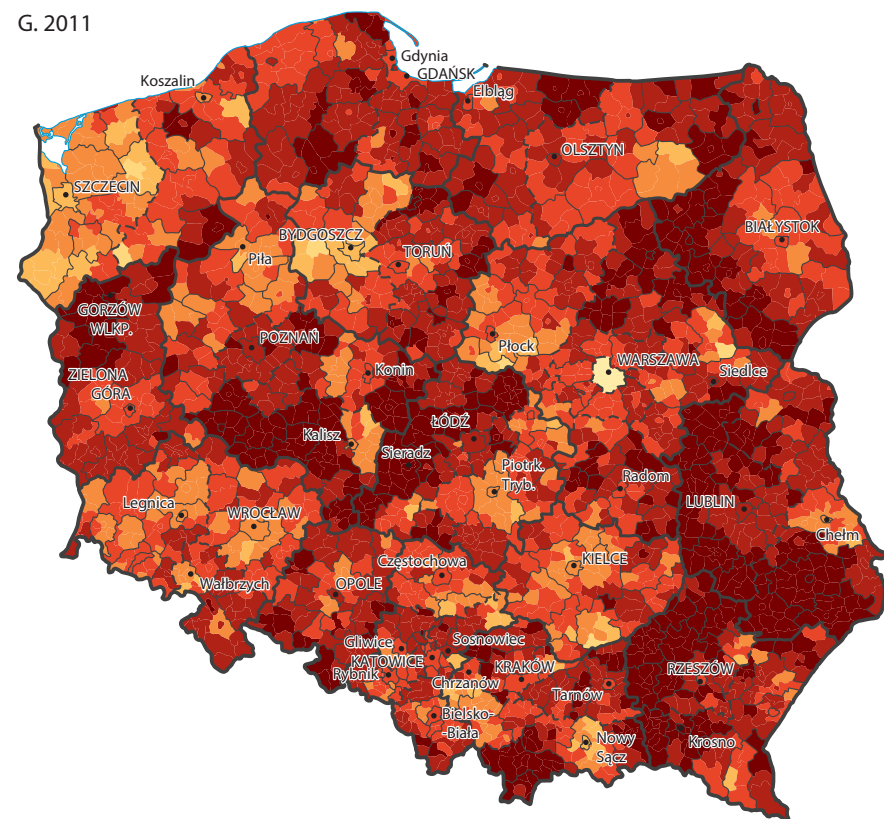 G. 2011
Gdynia
GDAŃSK
Koszalin
Elbląg
OLSZTYN
SZCZECIN
BIAŁYSTOK
BYDGOSZCZ
TORUŃ
Piła
GORZÓW
WLKP.
POZNAŃ
Płock
WARSZAWA
Siedlce
Konin
ZIELONA
GÓRA
ŁÓDŹ
Kalisz
Sieradz
Piotrk.
Tryb.
Radom
LUBLIN
Legnica
WROCŁAW
Chełm
Częstochowa
KIELCE
Wałbrzych
OPOLE
Gliwice
Sosnowiec
KATOWICE
KRAKÓW
RZESZÓW
Rybnik
Chrzanów
Tarnów
Bielsko-
-Biała
Nowy
Sącz
Krosno